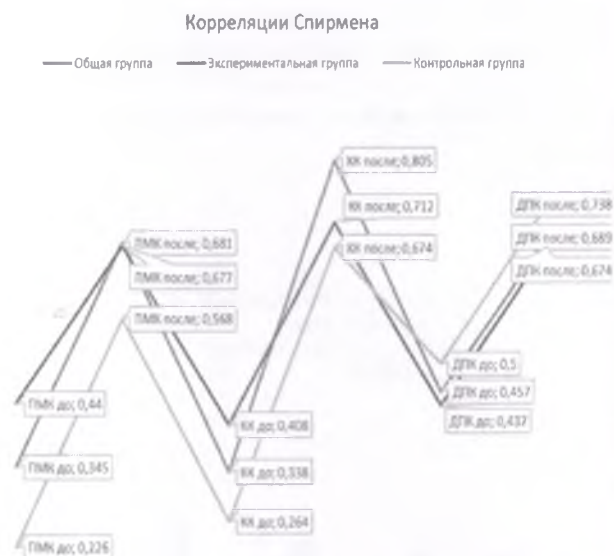 Корреляции Спирмена
Общая группа
Экспериментальная группа
Контрольная группа
КК после; 0,805
КК после; 0,712
КК после; 0,674
ДПК после; 0,738
ДПК после; 0,689
ДПК после; 0,674
ПМК после; 0,681
ПМК после; 0,677
ПМК после; 0,568
ДПК до; 0,5
ДПК до; 0,457
ДПК до; 0,437
ПМК до; 0,44
ПМК до; 0,345
ПМК до; 0,226
КК до; 0,408
КК до; 0,338
КК до; 0,264